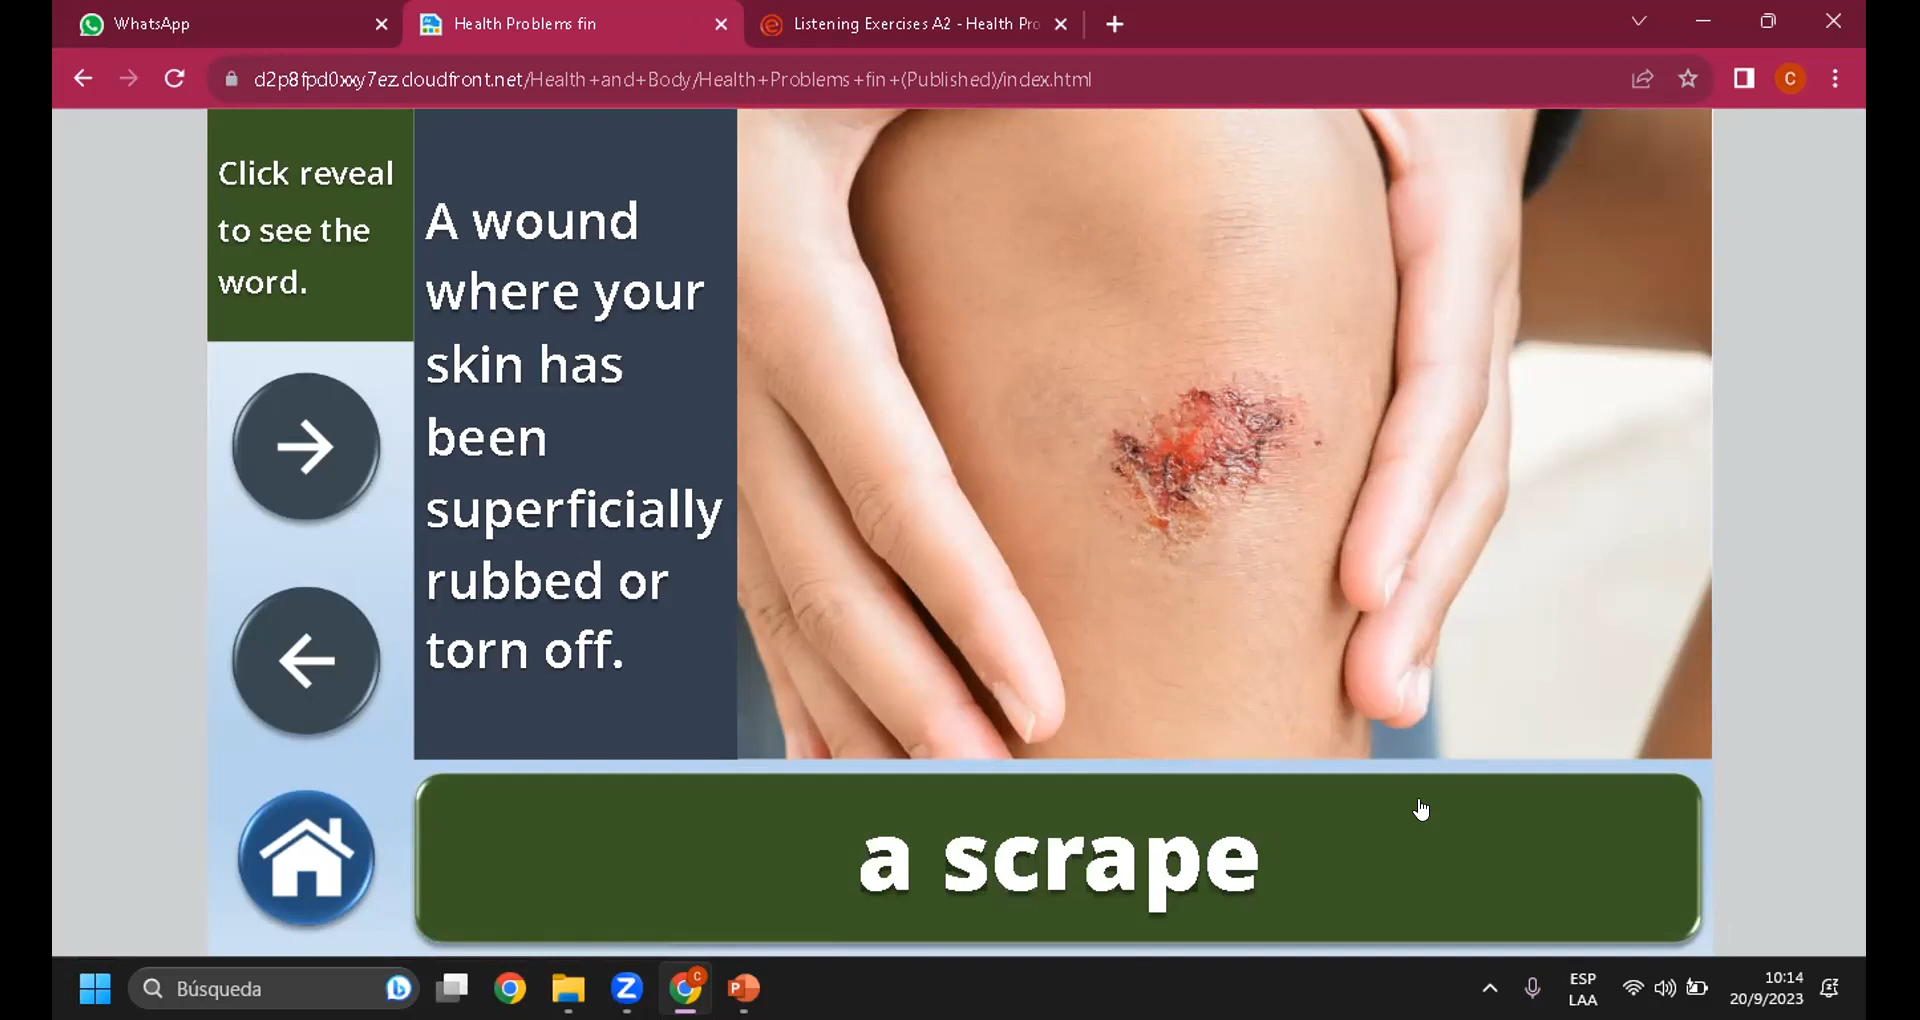 WhatsApp
Health Problems fin
Listening Exercises A2 - Health Pro
d2p8fpd0xxy7ez.cloudfront.net/Health+and+Body/Health+Problems+fin+(Published)/index.html
C
Click reveal
to see the
word.
A wound
where your
skin has
been
superficially
rubbed or
torn off.
a scrape
Búsqueda
ESP
LAA
10:14
20/9/2023